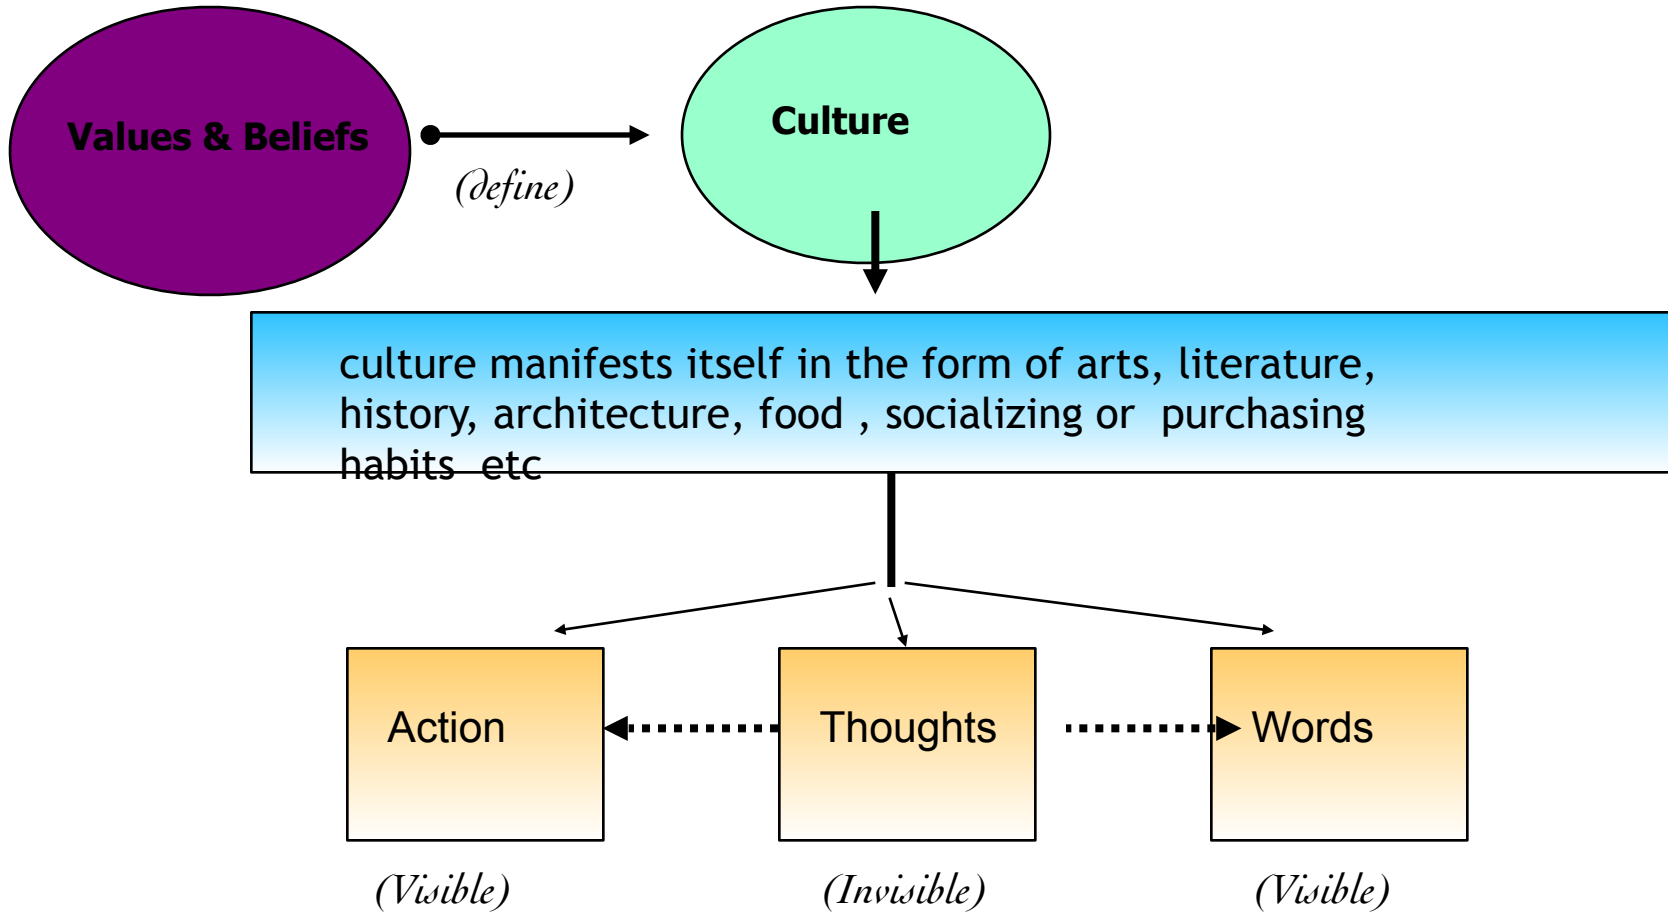 Values & Beliefs
(define)
Culture
culture manifests itself in the form of arts, literature,
history, architecture, food , socializing or  purchasing
habits  etc
Action
Thoughts
Words
(Visible)
(Invisible)
(Visible)